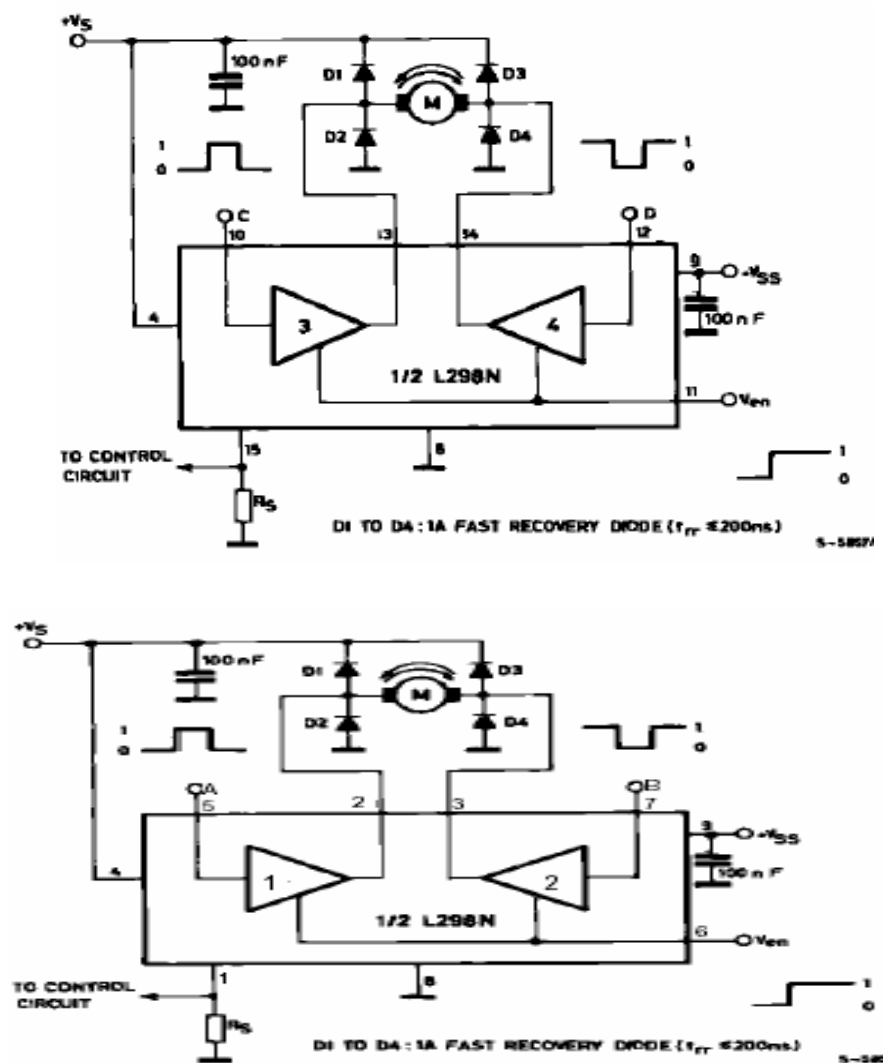 +VS
100 nF
D1
D3
M
D2
D4
1
0
1
0
C
D
10
13
14
12
9
+VSS
100 nF
4
3
4
1/2 L298N
11
Ven
15
8
TO CONTROL
CIRCUIT
RS
1
0
D1 TO D4 : 1A FAST RECOVERY DIODE (trr ≤ 200ns)
+VS
100 nF
D1
D3
M
D2
D4
1
0
1
0
A
B
5
2
3
7
9
+VSS
100 nF
4
1
2
1/2 L298N
6
Ven
1
8
TO CONTROL
CIRCUIT
RS
1
0
D1 TO D4 : 1A FAST RECOVERY DIODE (trr ≤ 200ns)